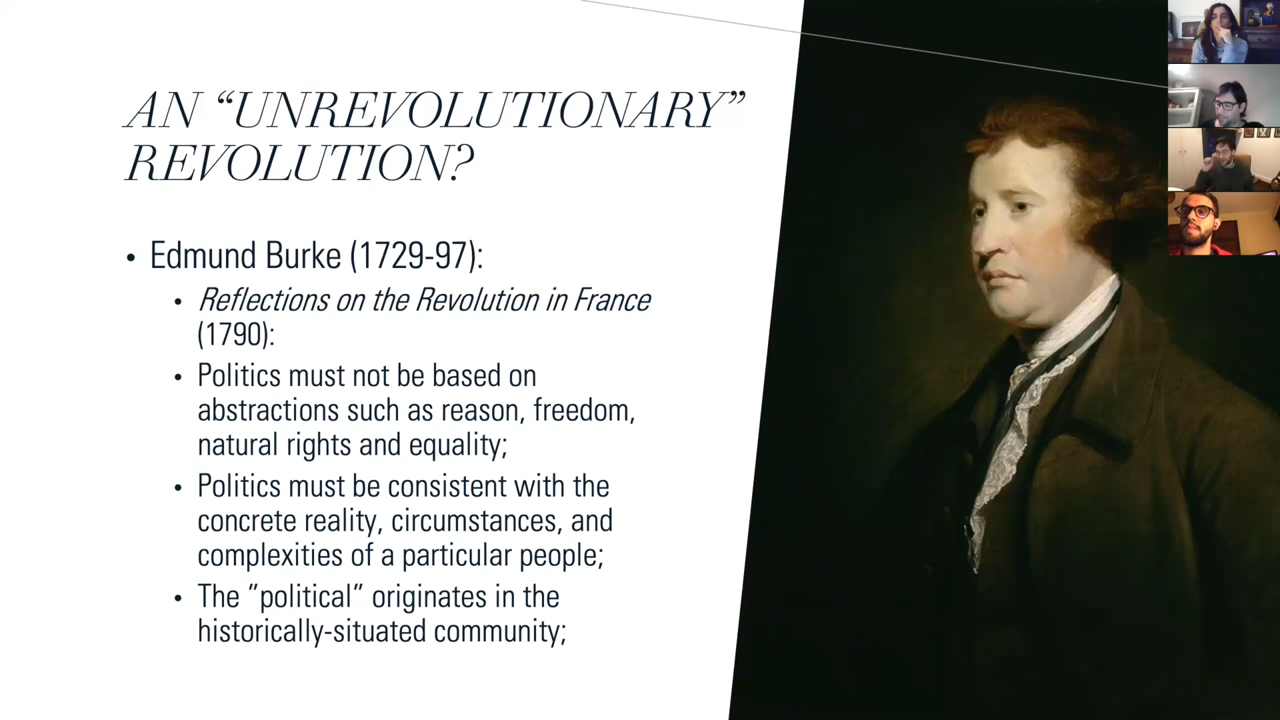 AN “UNREVOLUTIONARY”
REVOLUTION?
• Edmund Burke (1729-97):
• Reflections on the Revolution in France
(1790):
• Politics must not be based on
abstractions such as reason, freedom,
natural rights and equality;
• Politics must be consistent with the
concrete reality, circumstances, and
complexities of a particular people;
• The ”political” originates in the
historically-situated community;